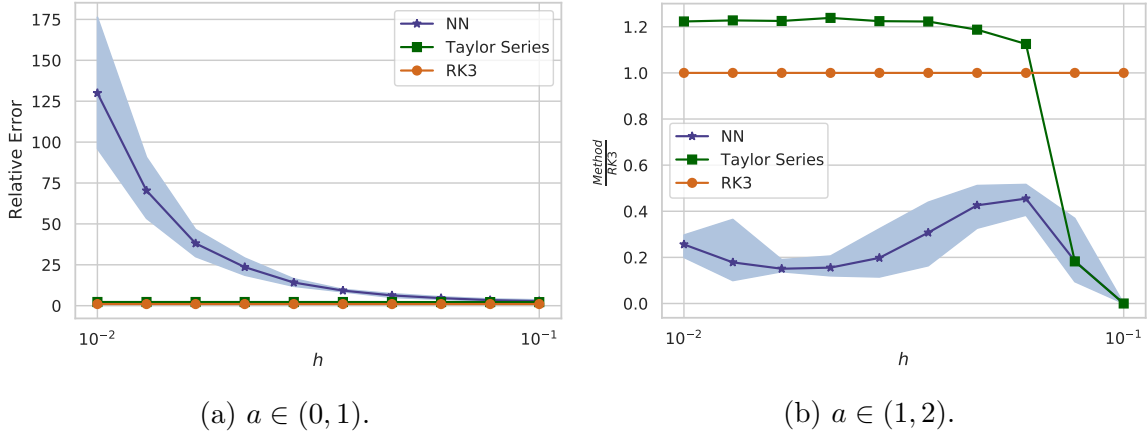 175
150
125
100
75
50
25
0
Relative Error
NN
Taylor Series
RK3
10^{-2}
10^{-1}
h
(a) a ∈ (0, 1).
1.2
1.0
0.8
0.6
0.4
0.2
0.0
Method
RK3
NN
Taylor Series
RK3
10^{-2}
10^{-1}
h
(b) a ∈ (1, 2).